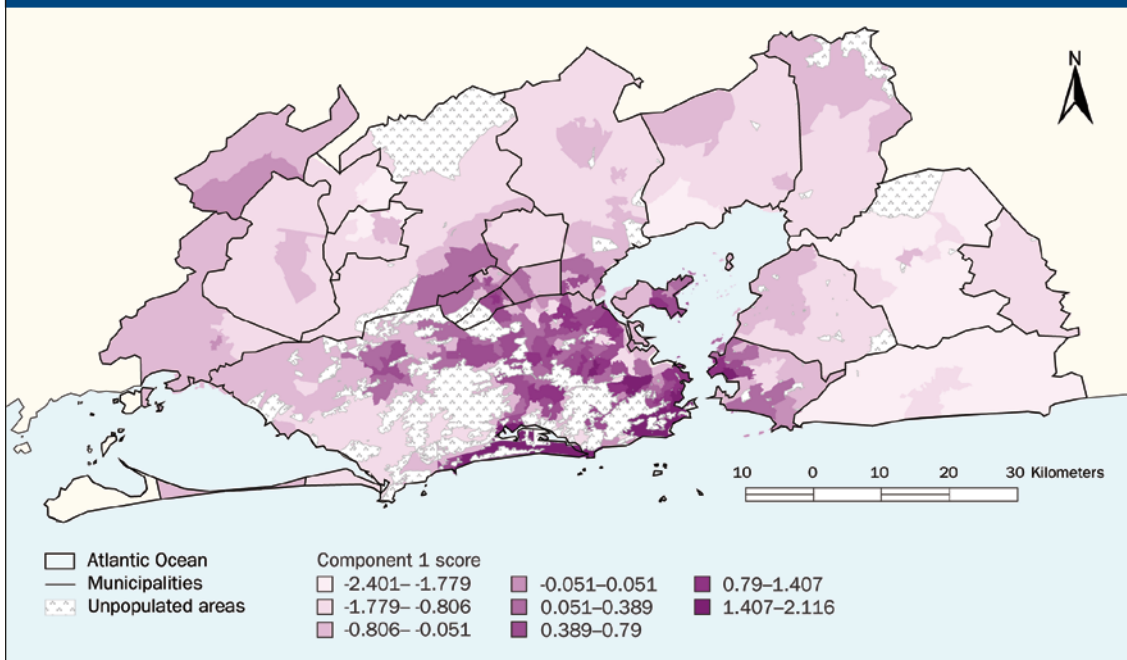 N
10 0 10 20 30 Kilometers
Atlantic Ocean
Municipalities
Unpopulated areas
Component 1 score
-2.401– -1.779
-1.779– -0.806
-0.806– -0.051
-0.051–0.051
0.051–0.389
0.389–0.79
0.79–1.407
1.407–2.116